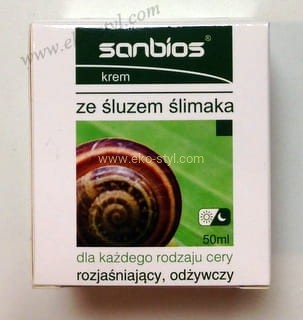 www.eko-styl.com
sanbios®
krem
ze śluzem ślimaka
www.eko-styl.com
50ml
dla każdego rodzaju cery
rozjaśniający, odżywczy